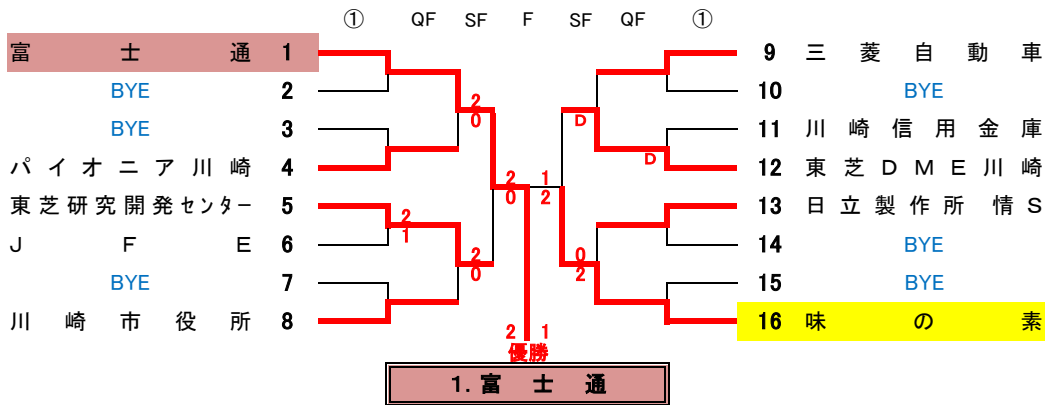 ① QF SF F SF QF ①
富士通 1 9 三菱自動車
BYE 2 10 BYE
2
0 D
BYE 3 11 川崎信用金庫
D
パイオニア川崎 4 12 東芝DME川崎
2 1
0 2
東芝研究開発センター 5 13 日立製作所 情S
2
1
JFE 6 14 BYE
2 0
0 2
BYE 7 15 BYE
川崎市役所 8 16 味の素
2 1
優勝
1.富士通